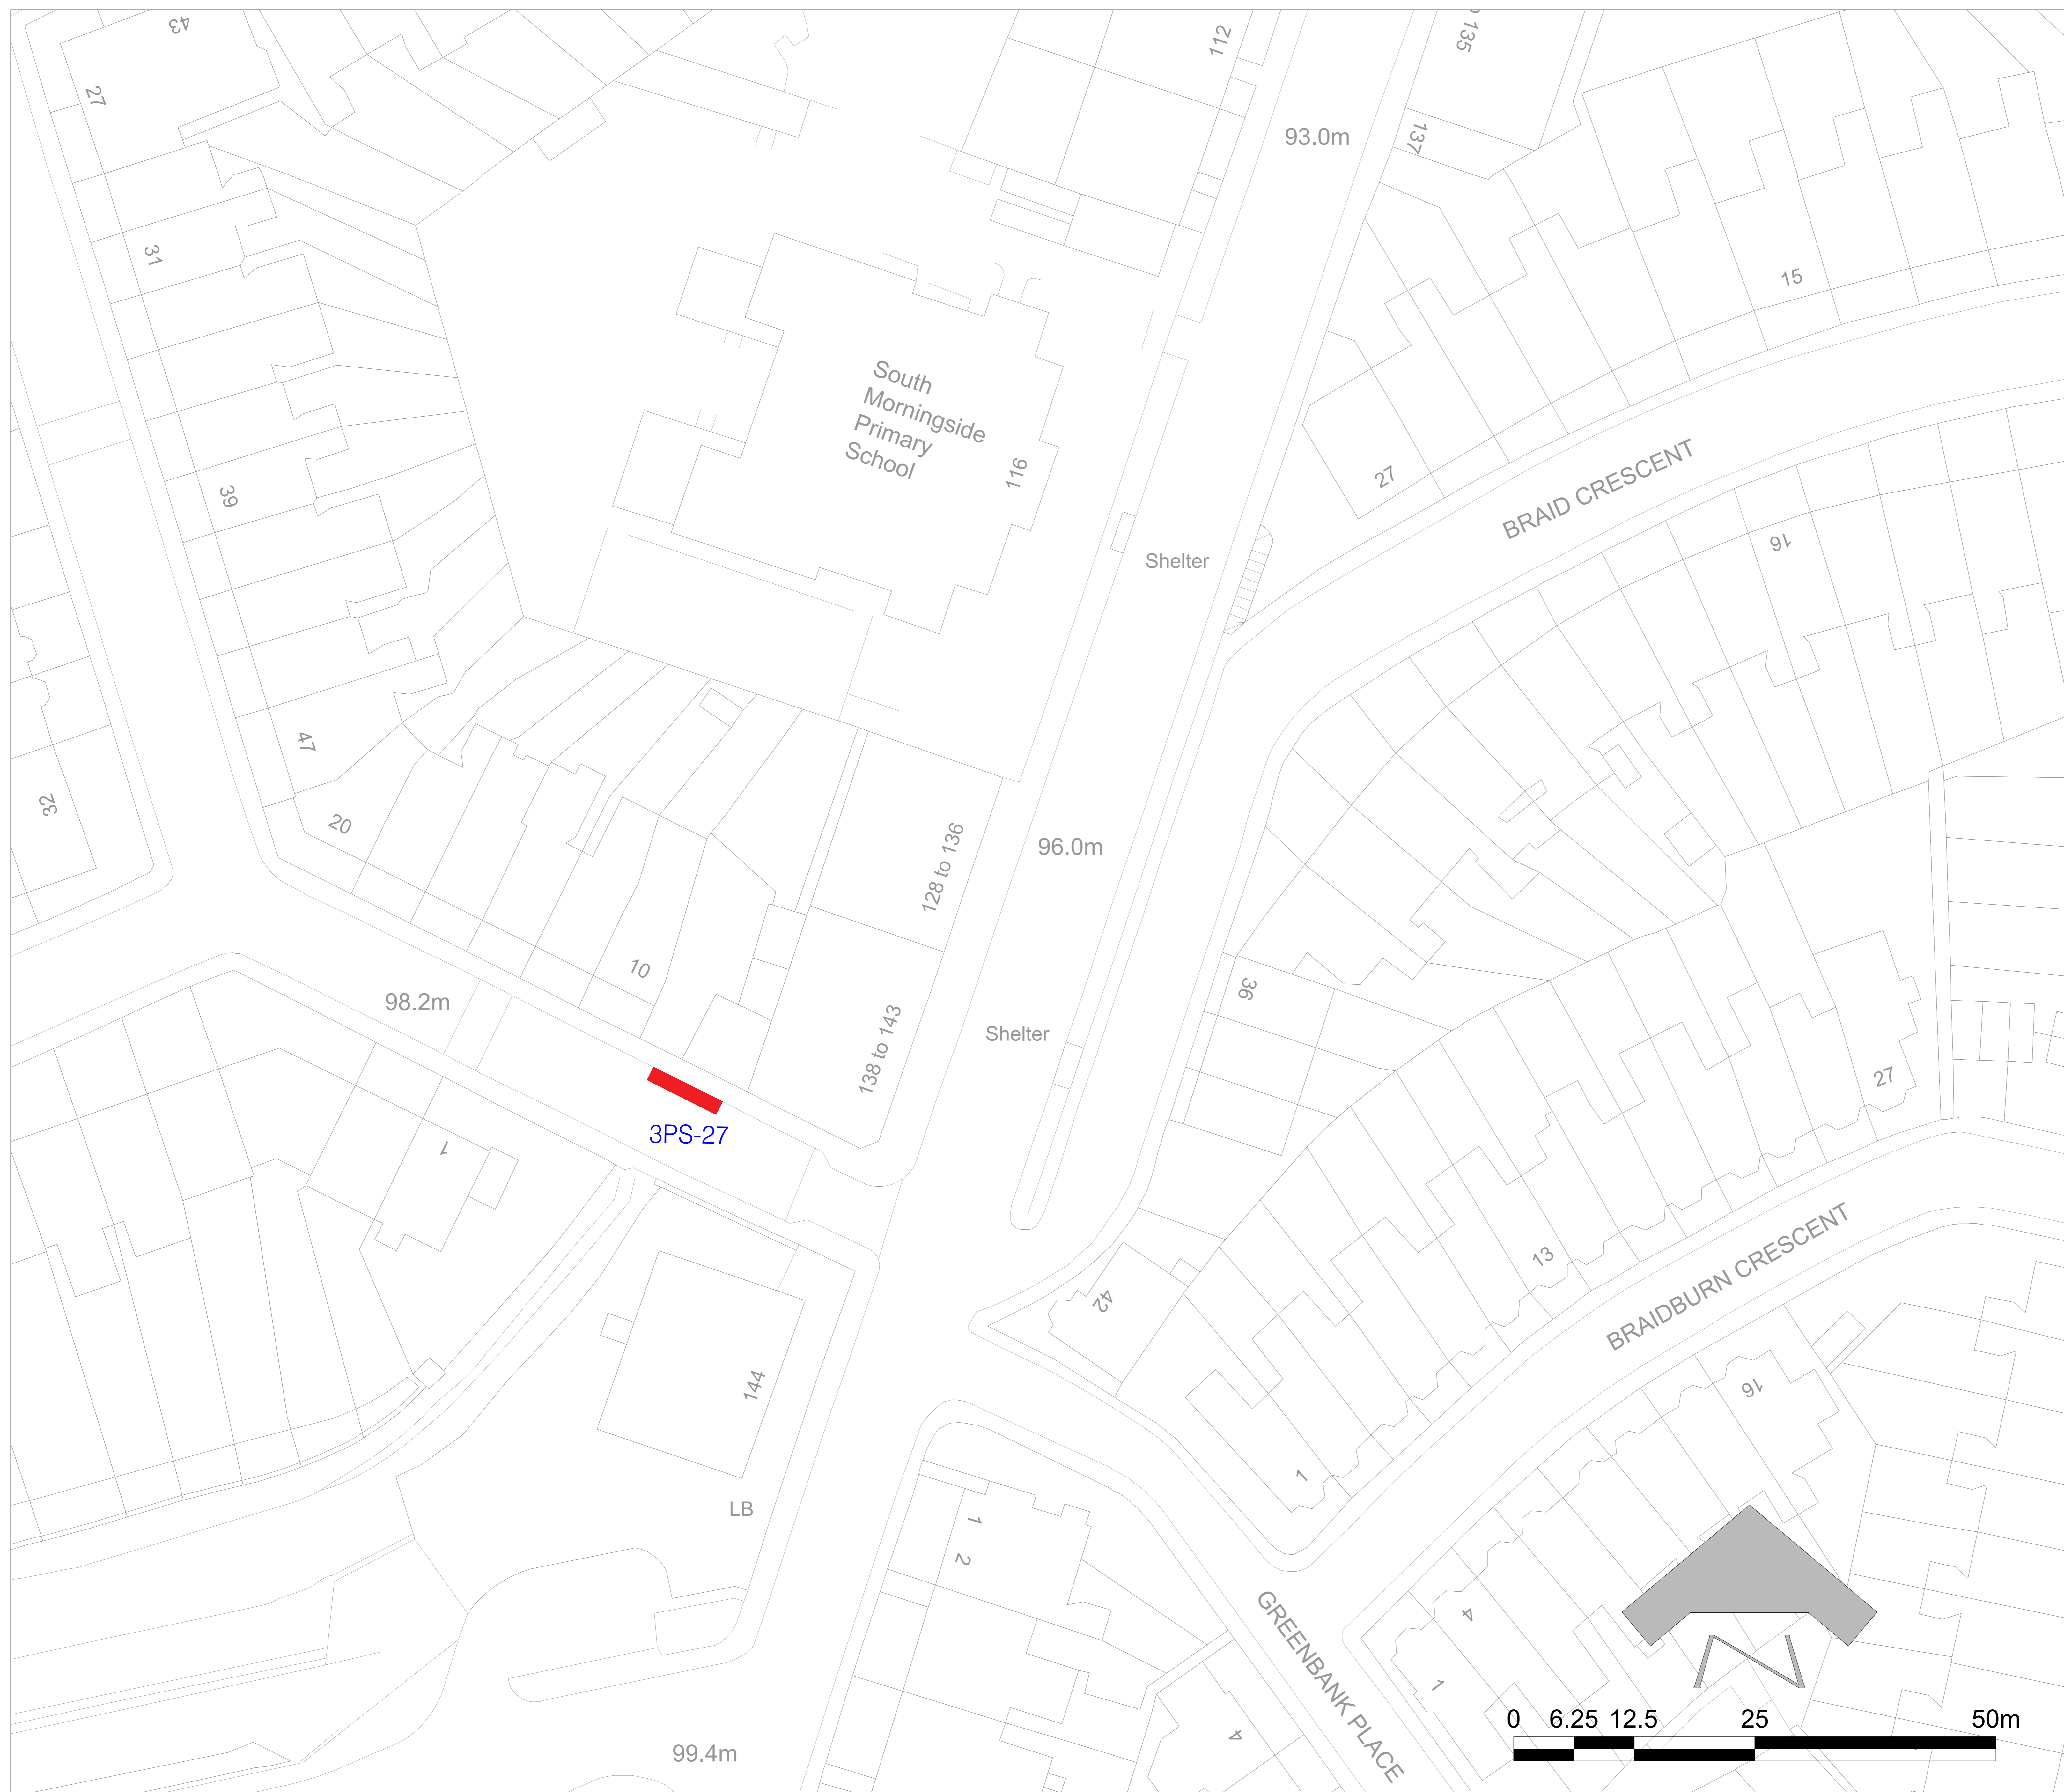 43
112
135
27
93.0m
137
31
15
South
Morningside
Primary
School
116
27
BRAID CRESCENT
39
16
Shelter
47
32
20
96.0m
128 to 136
10
36
98.2m
Shelter
138 to 143
27
1
3PS-27
13
BRAIDBURN CRESCENT
42
144
16
1
LB
1
2
4
GREENBANK PLACE
1
4
99.4m
N
0 6.25 12.5 25 50m